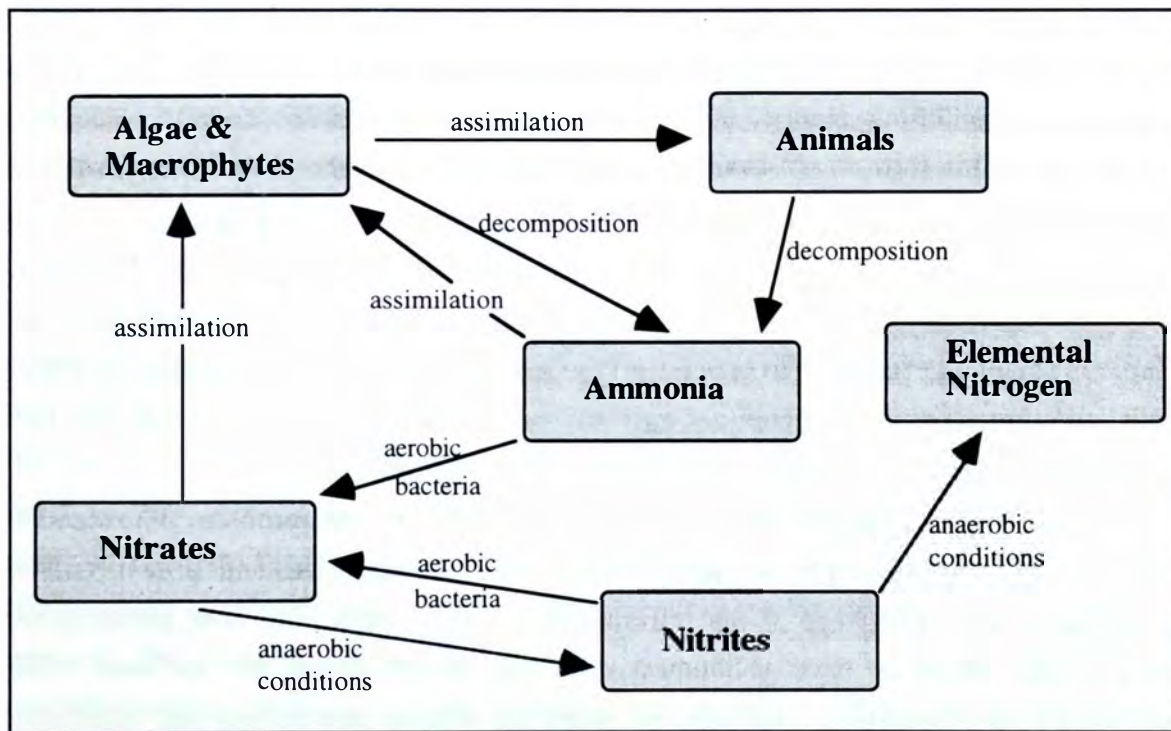 Algae &
Macrophytes
assimilation
Animals
decomposition
decomposition
assimilation
assimilation
Elemental
Nitrogen
Ammonia
aerobic
bacteria
Nitrates
aerobic
bacteria
anaerobic
conditions
Nitrites
anaerobic
conditions